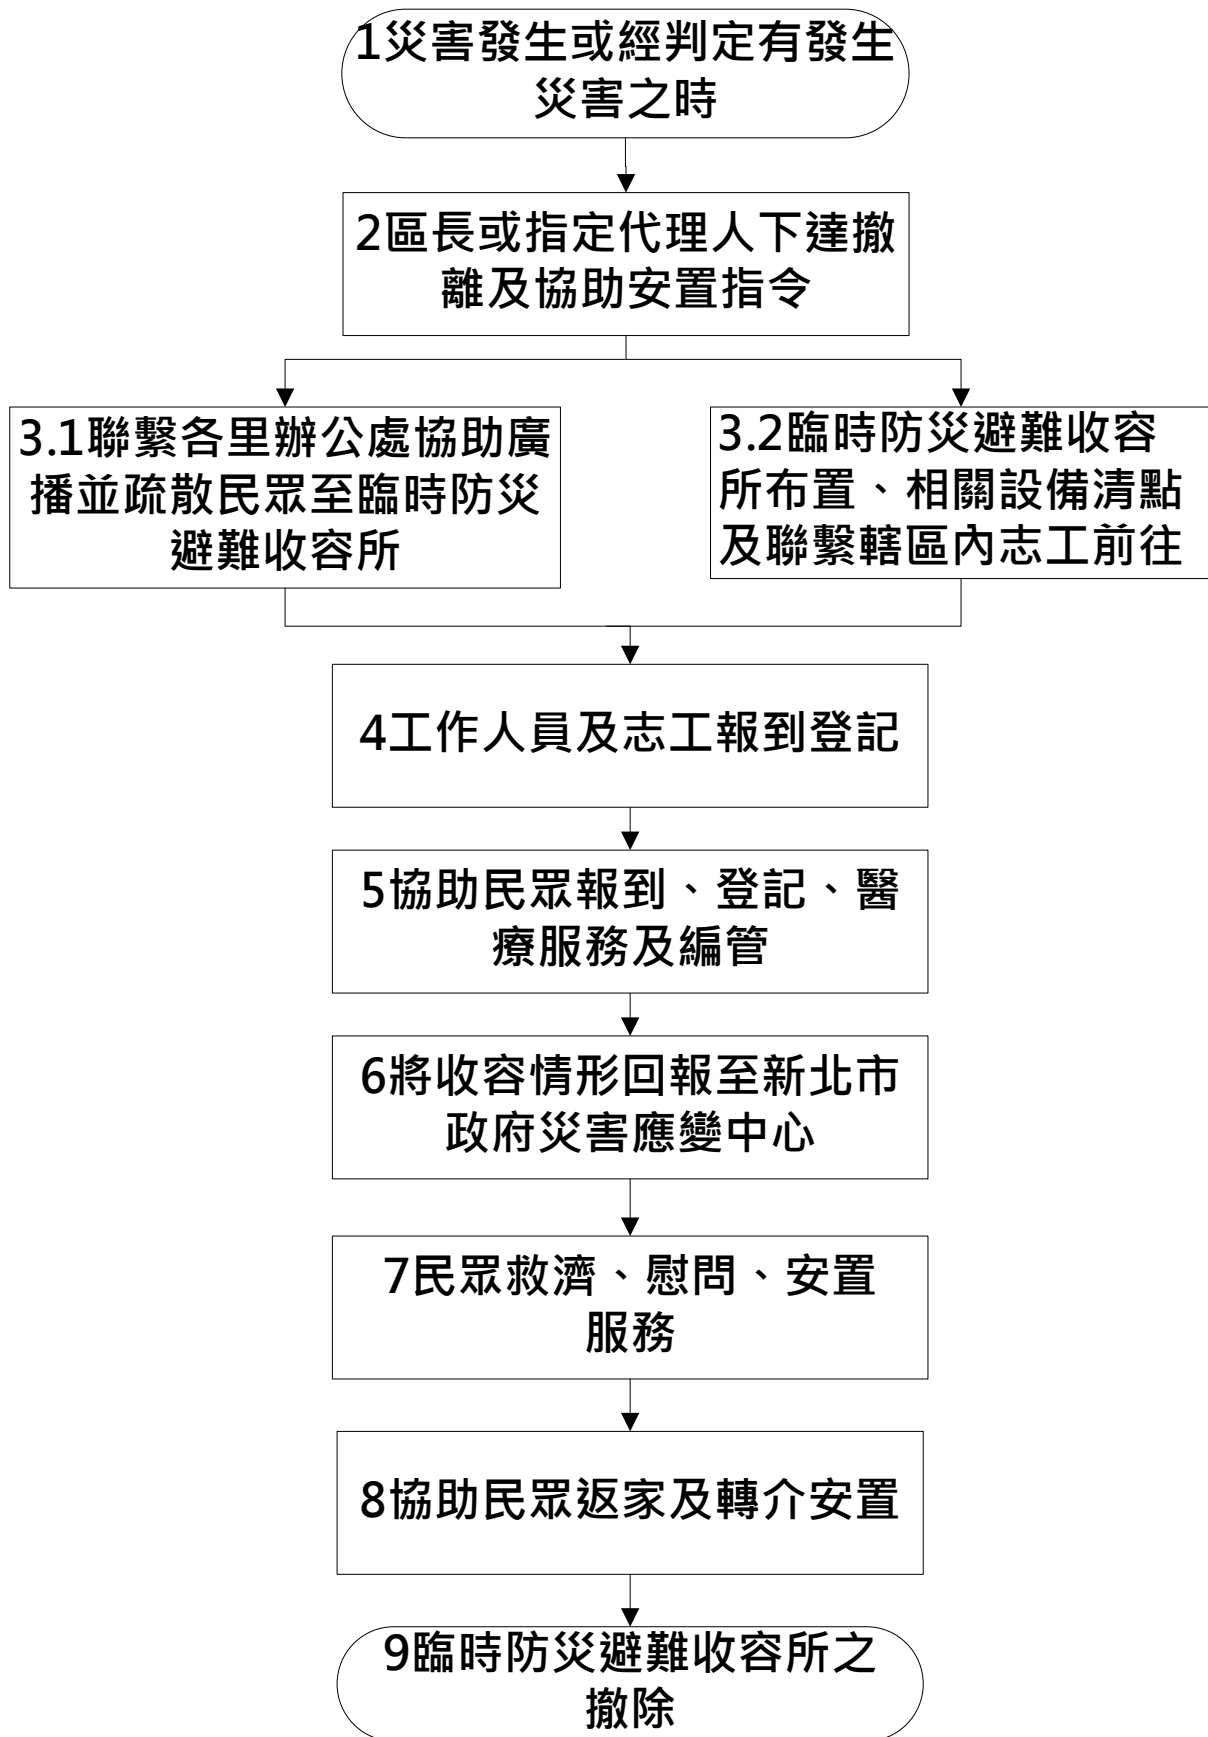 1災害發生或經判定有發生
災害之時
2區長或指定代理人下達撤
離及協助安置指令
3.1聯繫各里辦公處協助廣
播並疏散民眾至臨時防災
避難收容所
3.2臨時防災避難收容
所布置、相關設備清點
及聯繫轄區內志工前往
4工作人員及志工報到登記
5協助民眾報到、登記、醫
療服務及編管
6將收容情形回報至新北市
政府災害應變中心
7民眾救濟、慰問、安置
服務
8協助民眾返家及轉介安置
9臨時防災避難收容所之
撤除